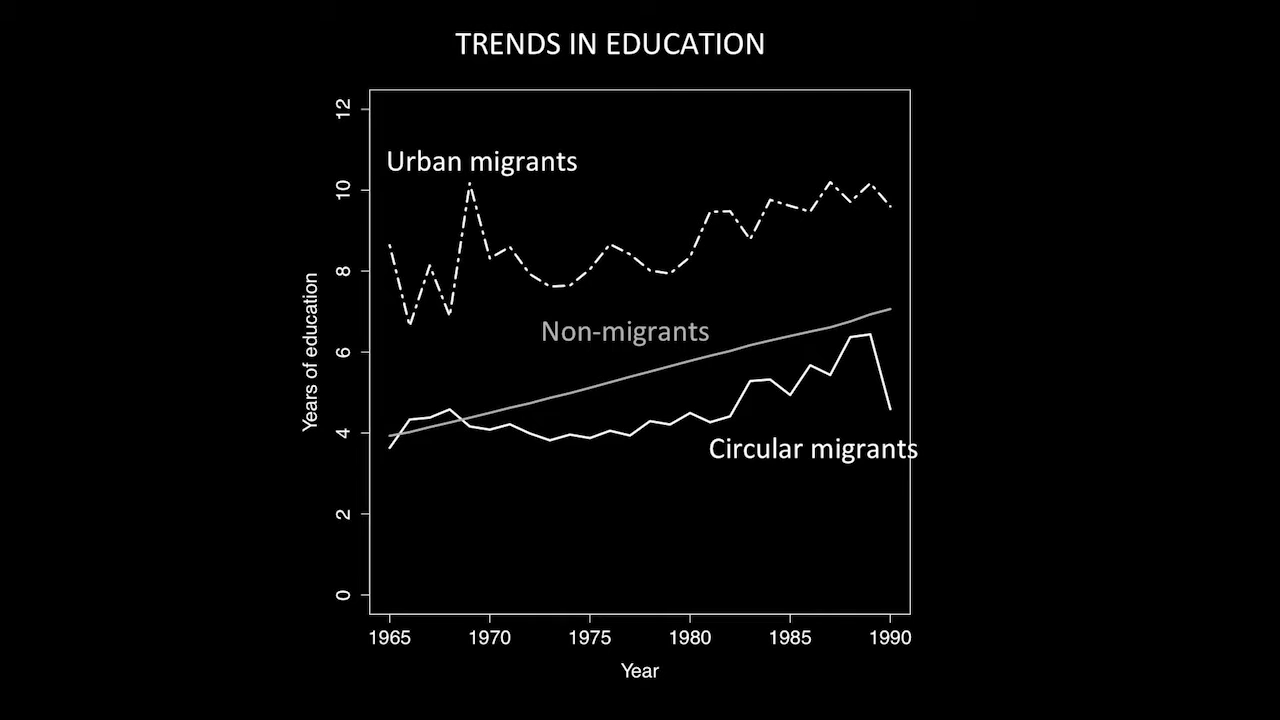 TRENDS IN EDUCATION
Urban migrants
Non-migrants
Circular migrants
Years of education
12
10
8
6
4
2
0
1965 1970 1975 1980 1985 1990
Year